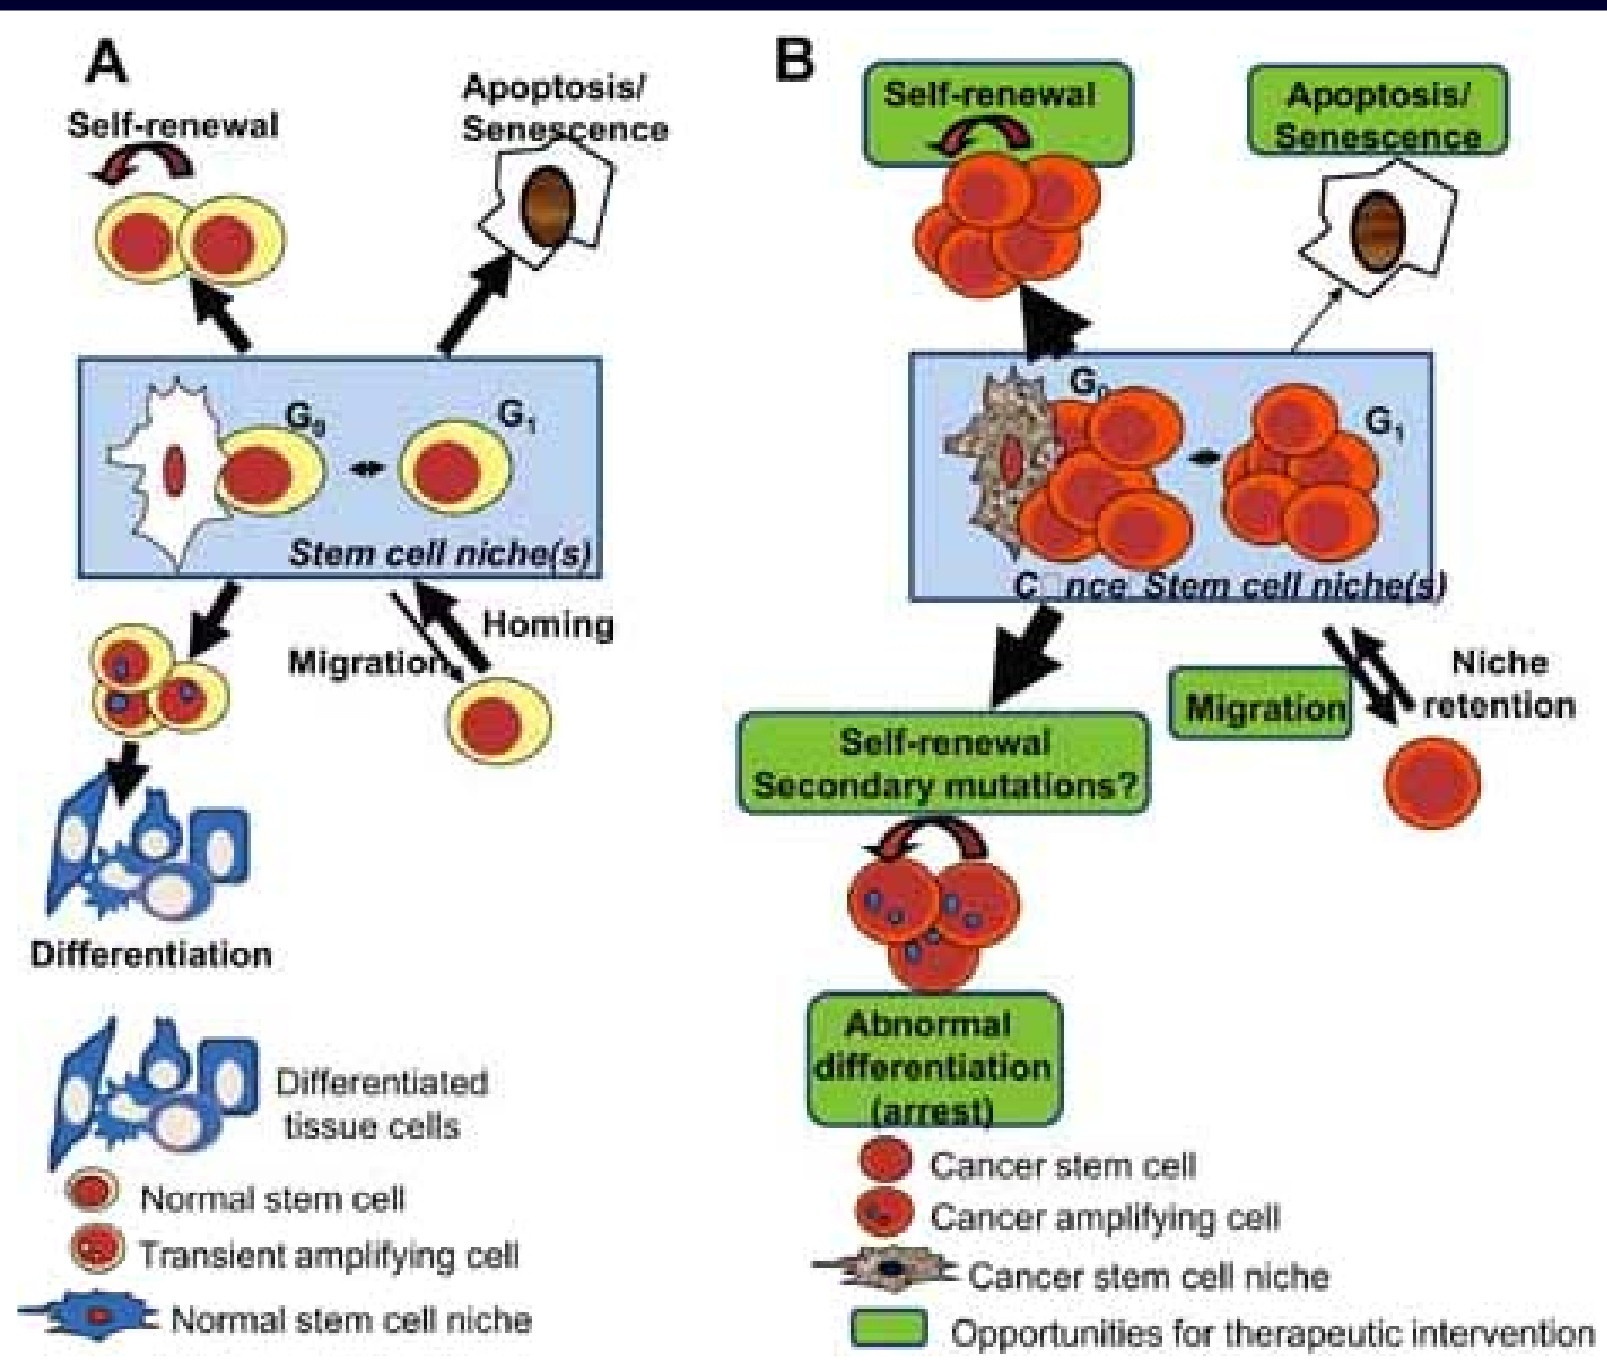 A
Self-renewal
Apoptosis/
Senescence
G0
G1
Stem cell niche(s)
Migration
Homing
Differentiation
Differentiated
tissue cells
Normal stem cell
Transient amplifying cell
Normal stem cell niche
B
Self-renewal
Apoptosis/
Senescence
G0
G1
C□nce Stem cell niche(s)
Migration
Niche
retention
Self-renewal
Secondary mutations?
Abnormal
differentiation
(arrest)
Cancer stem cell
Cancer amplifying cell
Cancer stem cell niche
Opportunities for therapeutic intervention